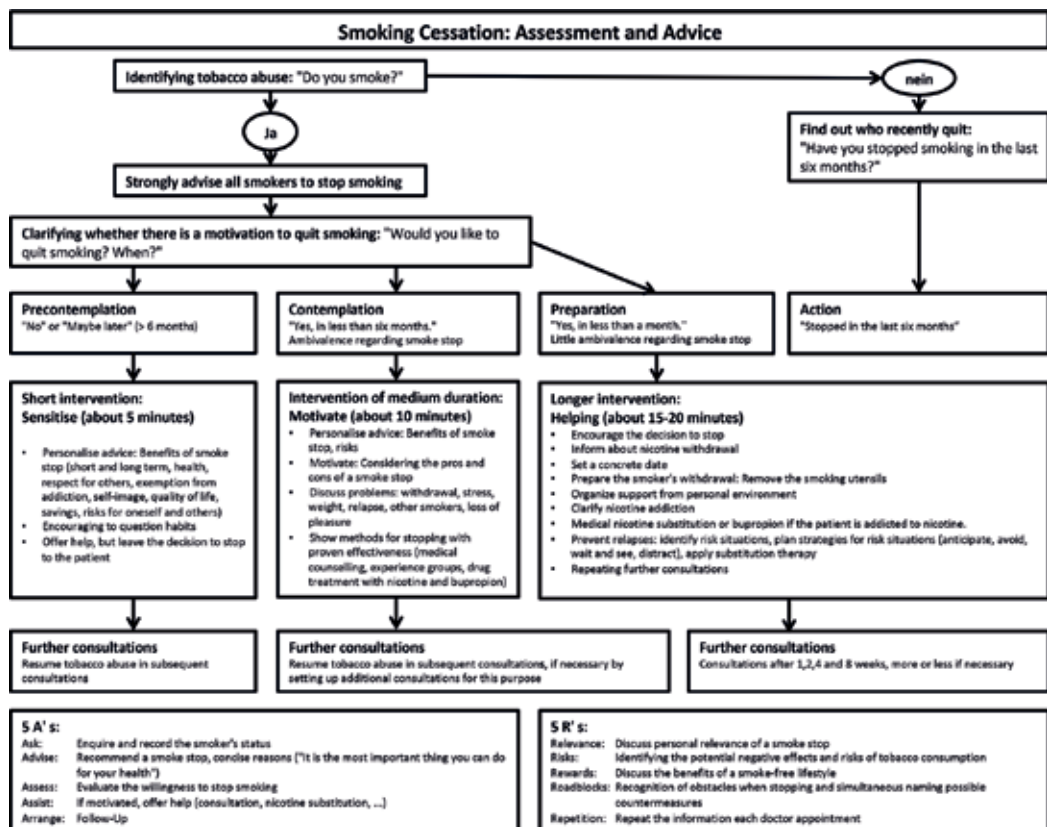 Smoking Cessation: Assessment and Advice
Identifying tobacco abuse: "Do you smoke?"
nein
Ja
Find out who recently quit:
"Have you stopped smoking in the last
six months?"
Strongly advise all smokers to stop smoking
Clarifying whether there is a motivation to quit smoking: "Would you like to
quit smoking? When?"
Precontemplation
"No" or "Maybe later" (> 6 months)
Contemplation
"Yes, in less than six months."
Ambivalence regarding smoke stop
Preparation
"Yes, in less than a month."
Little ambivalence regarding smoke stop
Action
"Stopped in the last six months"
Short intervention:
Sensitise (about 5 minutes)
• Personalise advice: Benefits of smoke
stop (short and long term, health,
respect for others, exemption from
addiction, self-image, quality of life,
savings, risks for oneself and others)
• Encouraging to question habits
• Offer help, but leave the decision to stop
to the patient
Intervention of medium duration:
Motivate (about 10 minutes)
• Personalise advice: Benefits of smoke
stop, risks
• Motivate: Considering the pros and
cons of a smoke stop
• Discuss problems: withdrawal, stress,
weight, relapse, other smokers, loss of
pleasure
• Show methods for stopping with
proven effectiveness (medical
counselling, experience groups, drug
treatment with nicotine and bupropion)
Longer intervention:
Helping (about 15-20 minutes)
• Encourage the decision to stop
• Inform about nicotine withdrawal
• Set a concrete date
• Prepare the smoker's withdrawal: Remove the smoking utensils
• Organize support from personal environment
• Clarify nicotine addiction
• Medical nicotine substitution or bupropion if the patient is addicted to nicotine.
• Prevent relapses: identify risk situations, plan strategies for risk situations (anticipate, avoid,
wait and see, distract), apply substitution therapy
• Repeating further consultations
Further consultations
Resume tobacco abuse in subsequent
consultations
Further consultations
Resume tobacco abuse in subsequent consultations, if necessary by
setting up additional consultations for this purpose
Further consultations
Consultations after 1,2,4 and 8 weeks, more or less if necessary
5 A's:
Ask: Enquire and record the smoker's status
Advise: Recommend a smoke stop, concise reasons ("It is the most important thing you can do
for your health")
Assess: Evaluate the willingness to stop smoking
Assist: If motivated, offer help (consultation, nicotine substitution, ...)
Arrange: Follow-Up
5 R's:
Relevance: Discuss personal relevance of a smoke stop
Risks: Identifying the potential negative effects and risks of tobacco consumption
Rewards: Discuss the benefits of a smoke-free lifestyle
Roadblocks: Recognition of obstacles when stopping and simultaneous naming possible
countermeasures
Repetition: Repeat the information each doctor appointment